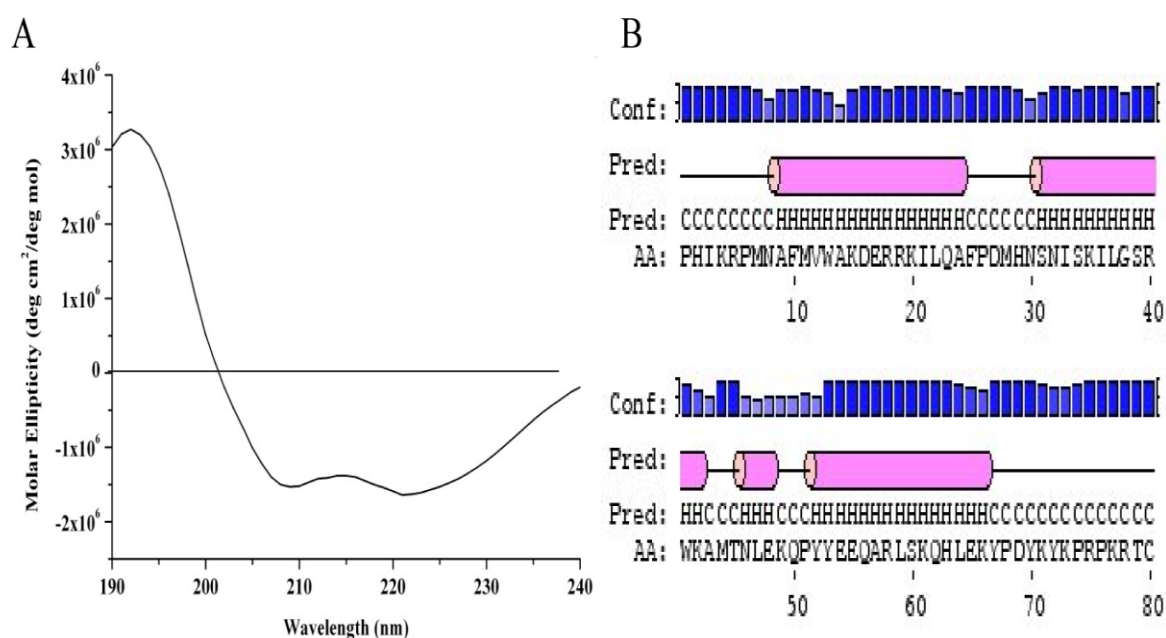 A
Molar Ellipticity (deg cm²/deg mol)
4x10⁶
3x10⁶
2x10⁶
1x10⁶
0
-1x10⁶
-2x10⁶
190 200 210 220 230 240
Wavelength (nm)
B
Conf:
Pred:
Pred: CCCCCCCCHHHHHHHHHHHHHHHHCCCCCCHHHHHHHHHH
AA: PHIKRPMNAFMVWAKDERRKILQAFPDMHNSNISKILGSR
10 20 30 40
Conf:
Pred:
Pred: HHCCCHHHCCCHHHHHHHHHHHHHHHCCCCCCCCCCCCCC
AA: WKAMTNLEKQPYYEEQARLSKQHLEKYPDYKYKPRPKRTC
50 60 70 80